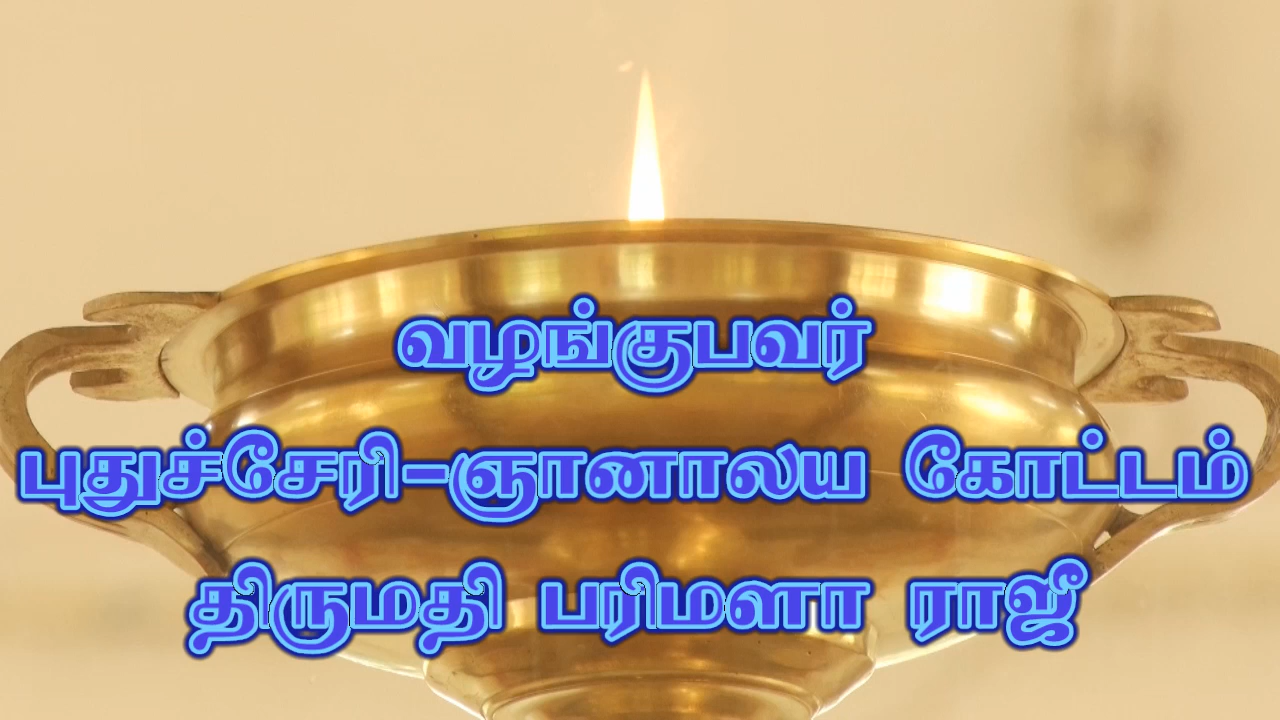 வழங்குபவர்
புதுச்சேரி-ஞானாலய கோட்டம்
திருமதி பரிமளா ராஜீ